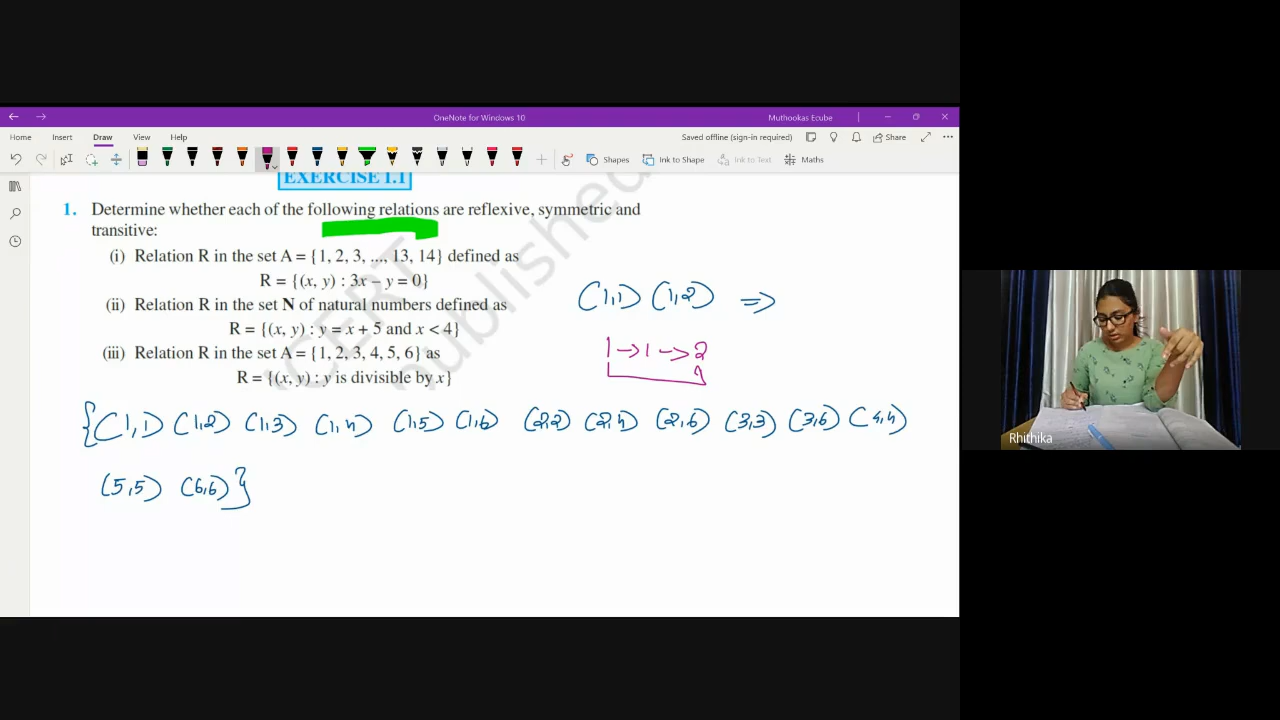 OneNote for Windows 10
Muthookas Ecube
Home Insert Draw View Help
Saved offline (sign-in required)
Share
Shapes
Ink to Shape
Ink to Text
Maths
EXERCISE 1.1
1. Determine whether each of the following relations are reflexive, symmetric and
transitive:
(i) Relation R in the set A = {1, 2, 3, ..., 13, 14} defined as
R = {(x, y) : 3x – y = 0}
(ii) Relation R in the set N of natural numbers defined as
R = {(x, y) : y = x + 5 and x < 4}
(iii) Relation R in the set A = {1, 2, 3, 4, 5, 6} as
R = {(x, y) : y is divisible by x}
(1,1) (1,2) ⇒
1 → 1 → 2
{(1,1) (1,2) (1,3) (1,4) (1,5) (1,6) (2,2) (2,4) (2,6) (3,3) (3,6) (4,4)
(5,5) (6,6)}
published
Rhithika